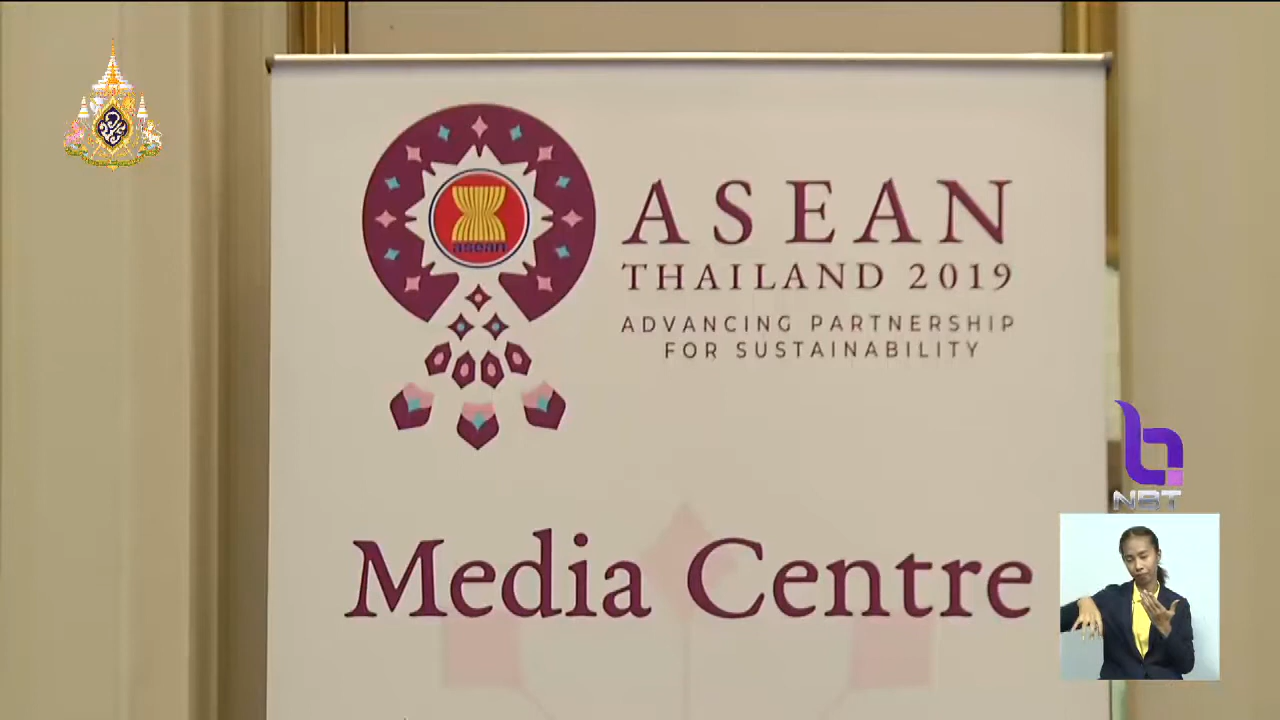 asean
ASEAN
THAILAND 2019
ADVANCING PARTNERSHIP
FOR SUSTAINABILITY
NBT
Media Centre